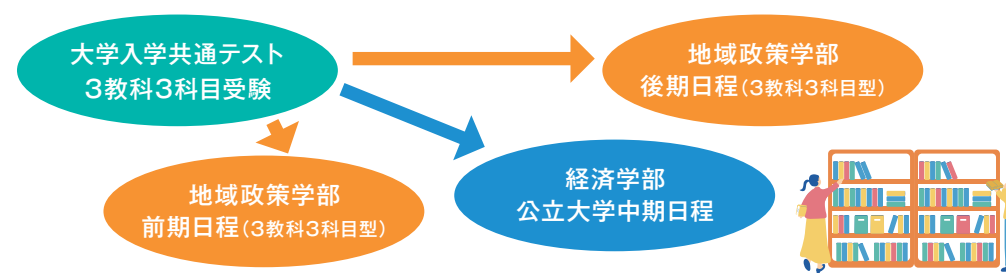 大学入学共通テスト
3教科3科目受験
地域政策学部
後期日程(3教科3科目型)
地域政策学部
前期日程(3教科3科目型)
経済学部
公立大学中期日程